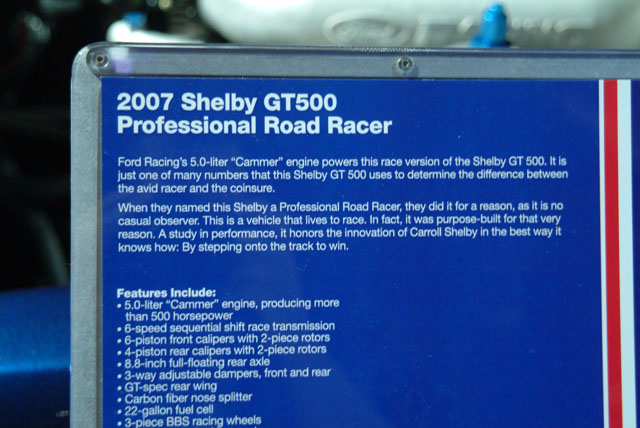 2007 Shelby GT500
Professional Road Racer
Ford Racing's 5.0-liter “Cammer” engine powers this race version of the Shelby GT 500. It is
just one of many numbers that this Shelby GT 500 uses to determine the difference between
the avid racer and the coinsure.
When they named this Shelby a Professional Road Racer, they did it for a reason, as it is no
casual observer. This is a vehicle that lives to race. In fact, it was purpose-built for that very
reason. A study in performance, it honors the innovation of Carroll Shelby in the best way it
knows how: By stepping onto the track to win.
Features Include:
• 5.0-liter “Cammer” engine, producing more
than 500 horsepower
• 6-speed sequential shift race transmission
• 6-piston front calipers with 2-piece rotors
• 4-piston rear calipers with 2-piece rotors
• 8.8-inch full-floating rear axle
• 3-way adjustable dampers, front and rear
• GT-spec rear wing
• Carbon fiber nose splitter
• 22-gallon fuel cell
• 3-piece BBS racing wheels